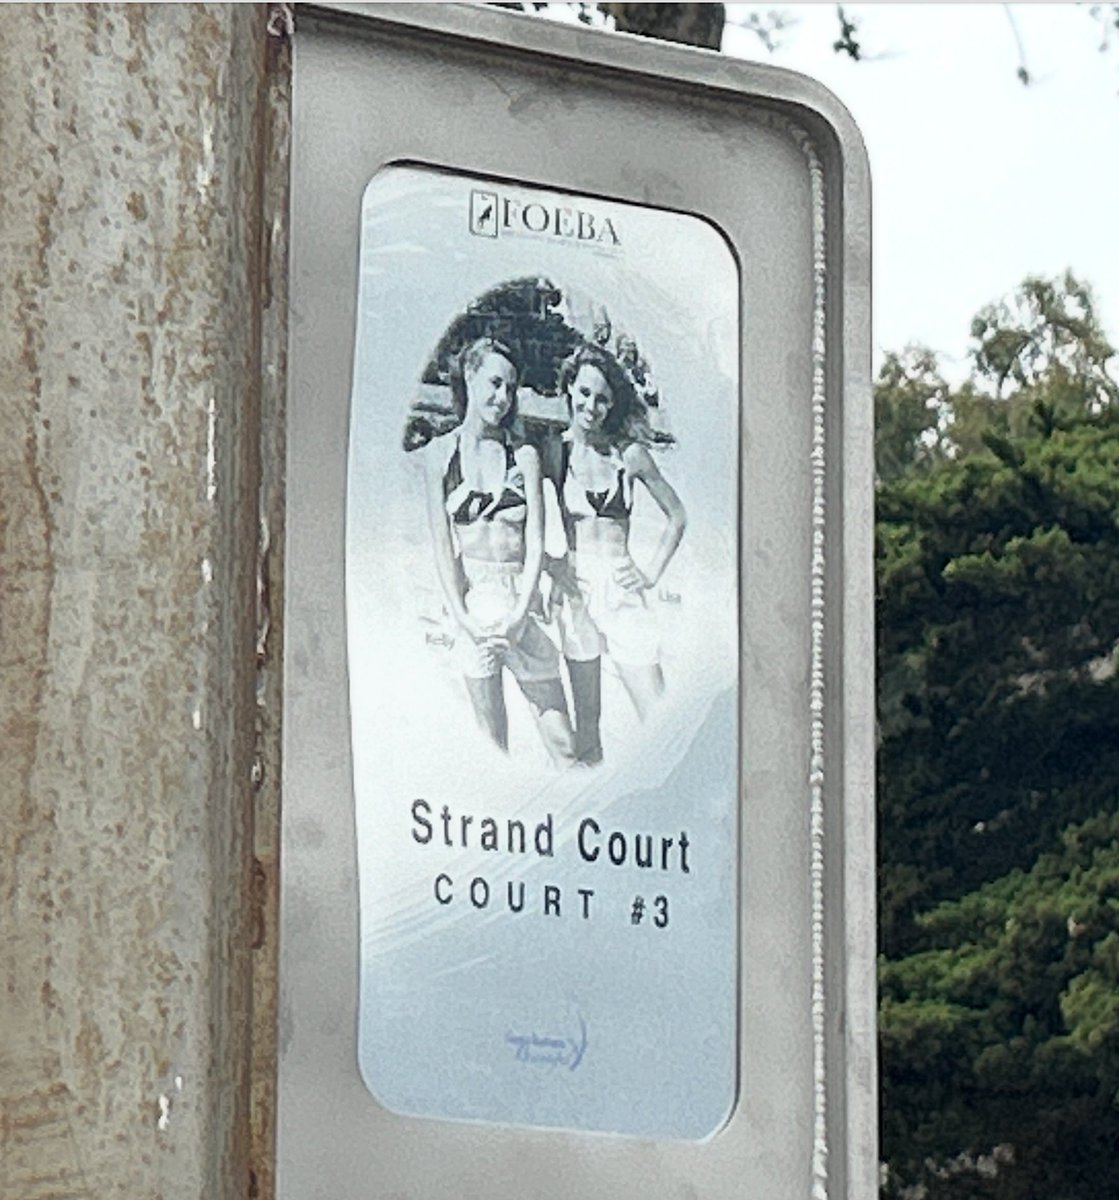 FOEBA
Lisa
Kelly
Strand Court
COURT #3